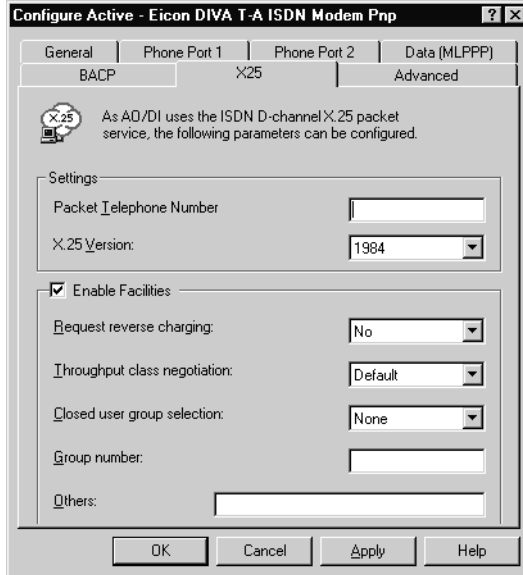 Configure Active - Eicon DIVA T-A ISDN Modem Pnp
General Phone Port 1 Phone Port 2 Data (MLPPP)
BACP X25 Advanced
X.25
As AO/DI uses the ISDN D-channel X.25 packet
service, the following parameters can be configured.
Settings
Packet Telephone Number
X.25 Version: 1984
Enable Facilities
Request reverse charging: No
Throughput class negotiation: Default
Closed user group selection: None
Group number:
Others:
OK Cancel Apply Help